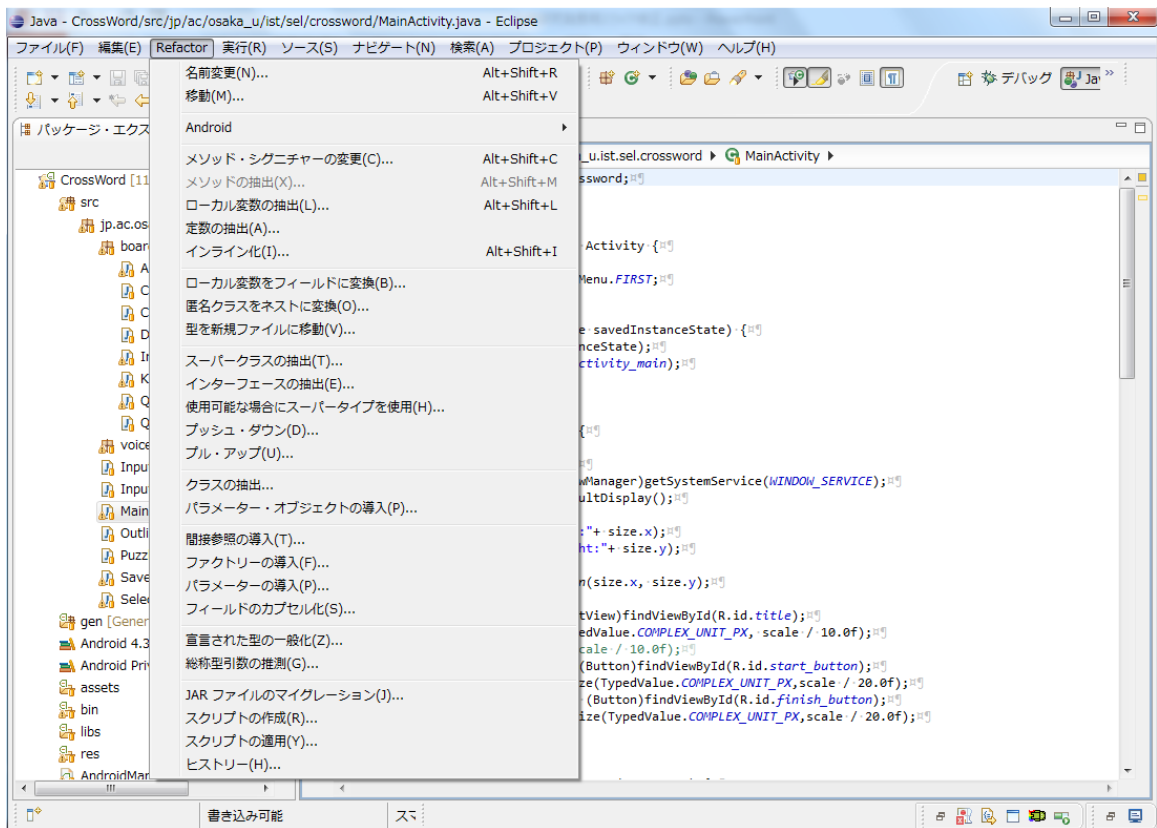 Java - CrossWord/src/jp/ac/osaka_u/ist/sel/crossword/MainActivity.java - Eclipse
ファイル(F) 編集(E) Refactor 実行(R) ソース(S) ナビゲート(N) 検索(A) プロジェクト(P) ウィンドウ(W) ヘルプ(H)
デバッグ Ja
パッケージ・エクス
名前変更(N)... Alt+Shift+R
移動(M)... Alt+Shift+V
Android
メソッド・シグニチャーの変更(C)... Alt+Shift+C
メソッドの抽出(X)... Alt+Shift+M
ローカル変数の抽出(L)... Alt+Shift+L
定数の抽出(A)...
インライン化(I)... Alt+Shift+I
ローカル変数をフィールドに変換(B)...
匿名クラスをネストに変換(O)...
型を新規ファイルに移動(V)...
スーパークラスの抽出(T)...
インターフェースの抽出(E)...
使用可能な場合にスーパータイプを使用(H)...
プッシュ・ダウン(D)...
プル・アップ(U)...
クラスの抽出...
パラメーター・オブジェクトの導入(P)...
間接参照の導入(T)...
ファクトリーの導入(F)...
パラメーターの導入(P)...
フィールドのカプセル化(S)...
宣言された型の一般化(Z)...
総称型引数の推測(G)...
JAR ファイルのマイグレーション(J)...
スクリプトの作成(R)...
スクリプトの適用(Y)...
ヒストリー(H)...
CrossWord [11
src
jp.ac.os
boar
A
C
C
D
In
K
Q
Q
voice
Inpu
Inpu
Main
Outli
Puzz
Save
Sele
gen [Gener
Android 4.3
Android Priv
assets
bin
libs
res
AndroidMar
_u.ist.sel.crossword MainActivity
ssword;
Activity {
Menu.FIRST;
e savedInstanceState) {
nceState);
ctivity_main);
{
wManager)getSystemService(WINDOW_SERVICE);
ultDisplay();
:"+ size.x);
ht:"+ size.y);
n(size.x, size.y);
tView)findViewById(R.id.title);
edValue.COMPLEX_UNIT_PX, scale / 10.0f);
cale / 10.0f);
(Button)findViewById(R.id.start_button);
ze(TypedValue.COMPLEX_UNIT_PX,scale / 20.0f);
(Button)findViewById(R.id.finish_button);
ize(TypedValue.COMPLEX_UNIT_PX,scale / 20.0f);
書き込み可能 スマ